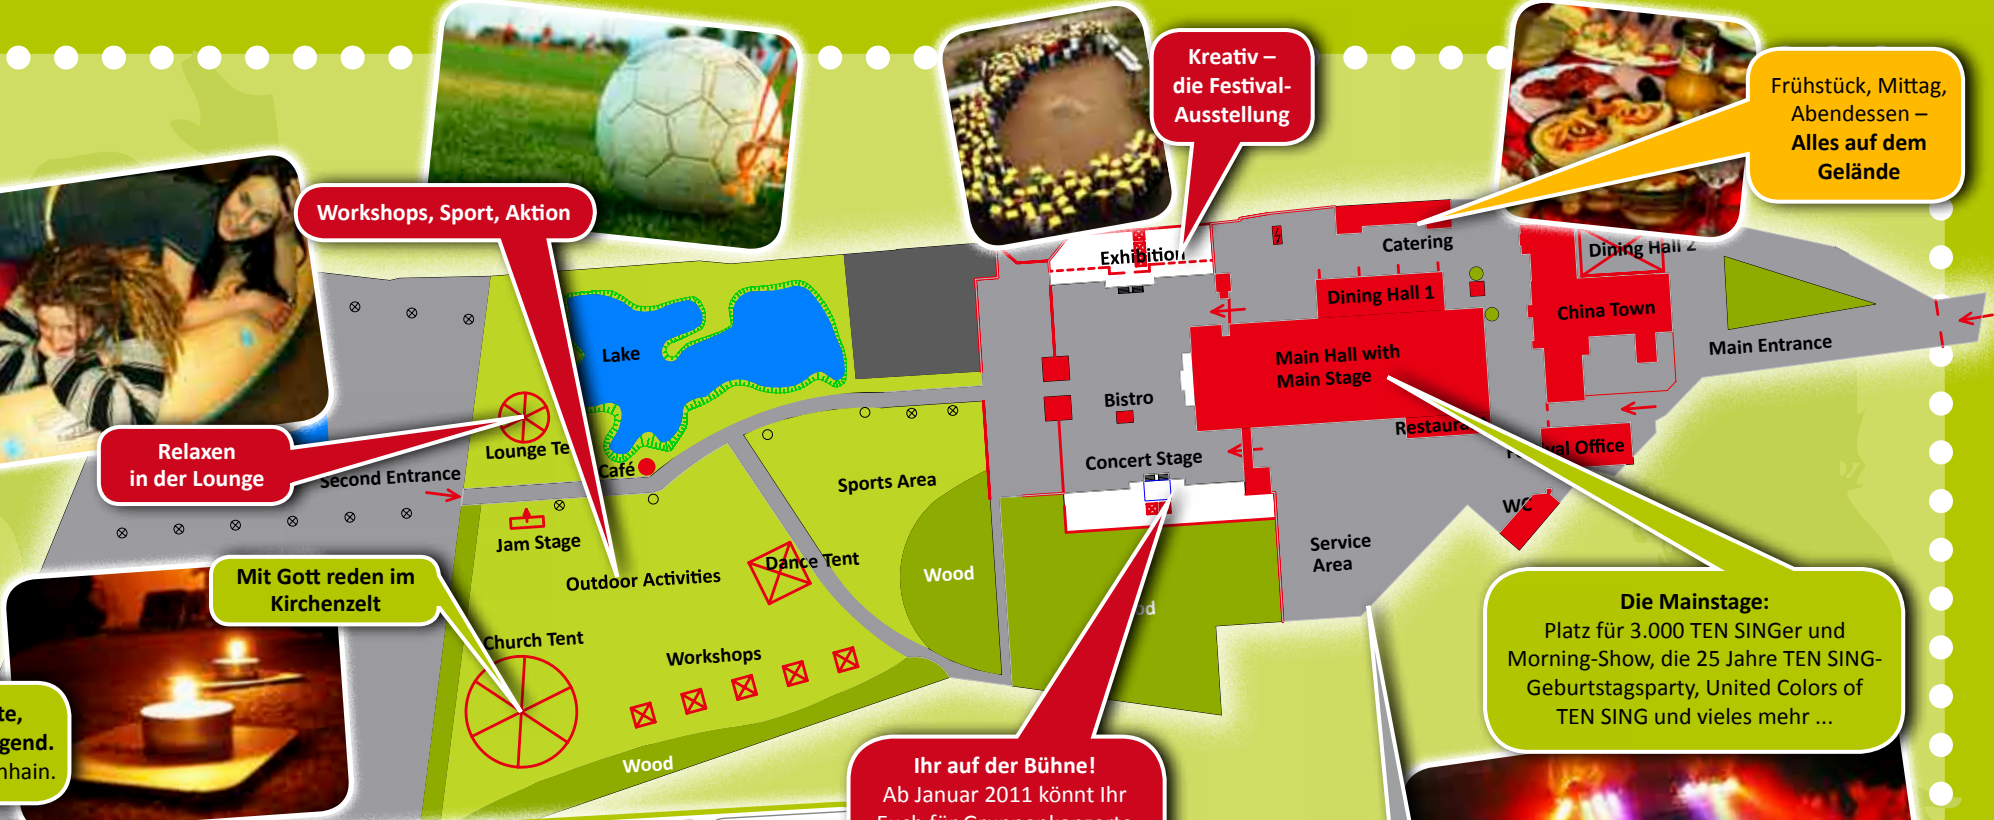 Kreativ –
die Festival-
Ausstellung
Frühstück, Mittag,
Abendessen –
Alles auf dem
Gelände
Workshops, Sport, Aktion
Exhibition
Catering
Dining Hall 2
Dining Hall 1
China Town
Main Entrance
Lake
Main Hall with
Main Stage
Bistro
Relaxen
in der Lounge
Lounge
Café
Second Entrance
Sports Area
Concert Stage
Office
WC
Jam Stage
Outdoor Activities
Dance Tent
Wood
Service
Area
Mit Gott reden im
Kirchenzelt
Church Tent
Workshops
Wood
Die Mainstage:
Platz für 3.000 TEN SINGer und
Morning-Show, die 25 Jahre TEN SING-
Geburtstagsparty, United Colors of
TEN SING und vieles mehr ...
Ihr auf der Bühne!
Ab Januar 2011 könnt Ihr